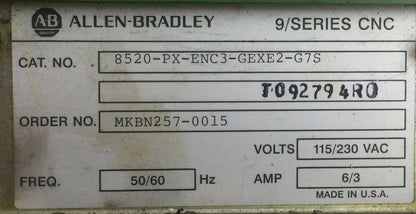 AB QUALITY ALLEN-BRADLEY 9/SERIES CNC
CAT. NO. 8520-PX-ENC3-GEXE2-G7S
T092794R0
ORDER NO. MKBN257-0015
VOLTS 115/230 VAC
FREQ. 50/60 Hz AMP 6/3
MADE IN U.S.A.